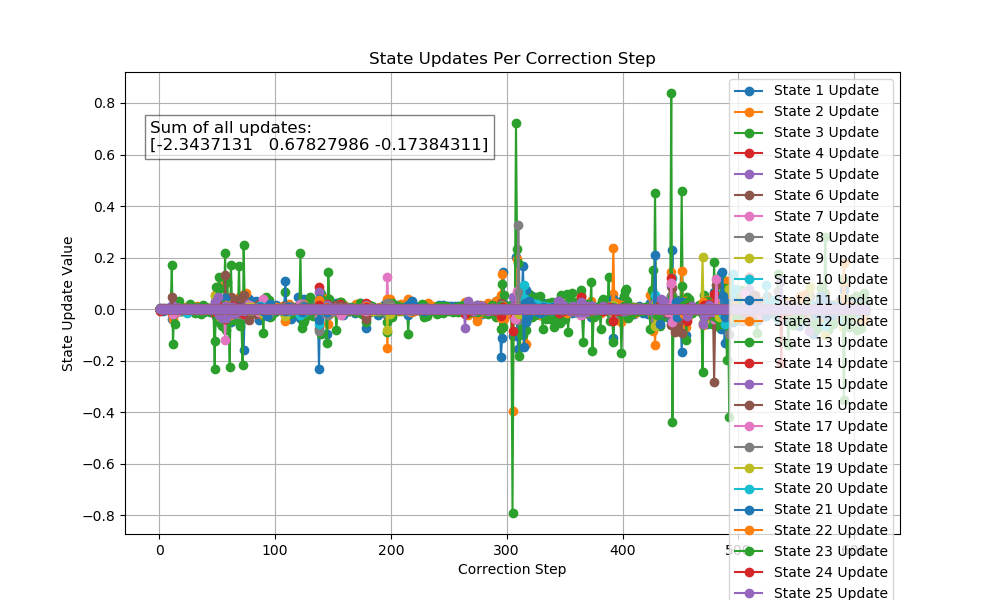 State Updates Per Correction Step
Sum of all updates:
[-2.3437131   0.67827986 -0.17384311]
State Update Value
0.8
0.6
0.4
0.2
0.0
−0.2
−0.4
−0.6
−0.8
0
100
200
300
400
Correction Step
State 1 Update
State 2 Update
State 3 Update
State 4 Update
State 5 Update
State 6 Update
State 7 Update
State 8 Update
State 9 Update
State 10 Update
State 11 Update
State 12 Update
State 13 Update
State 14 Update
State 15 Update
State 16 Update
State 17 Update
State 18 Update
State 19 Update
State 20 Update
State 21 Update
State 22 Update
State 23 Update
State 24 Update
State 25 Update